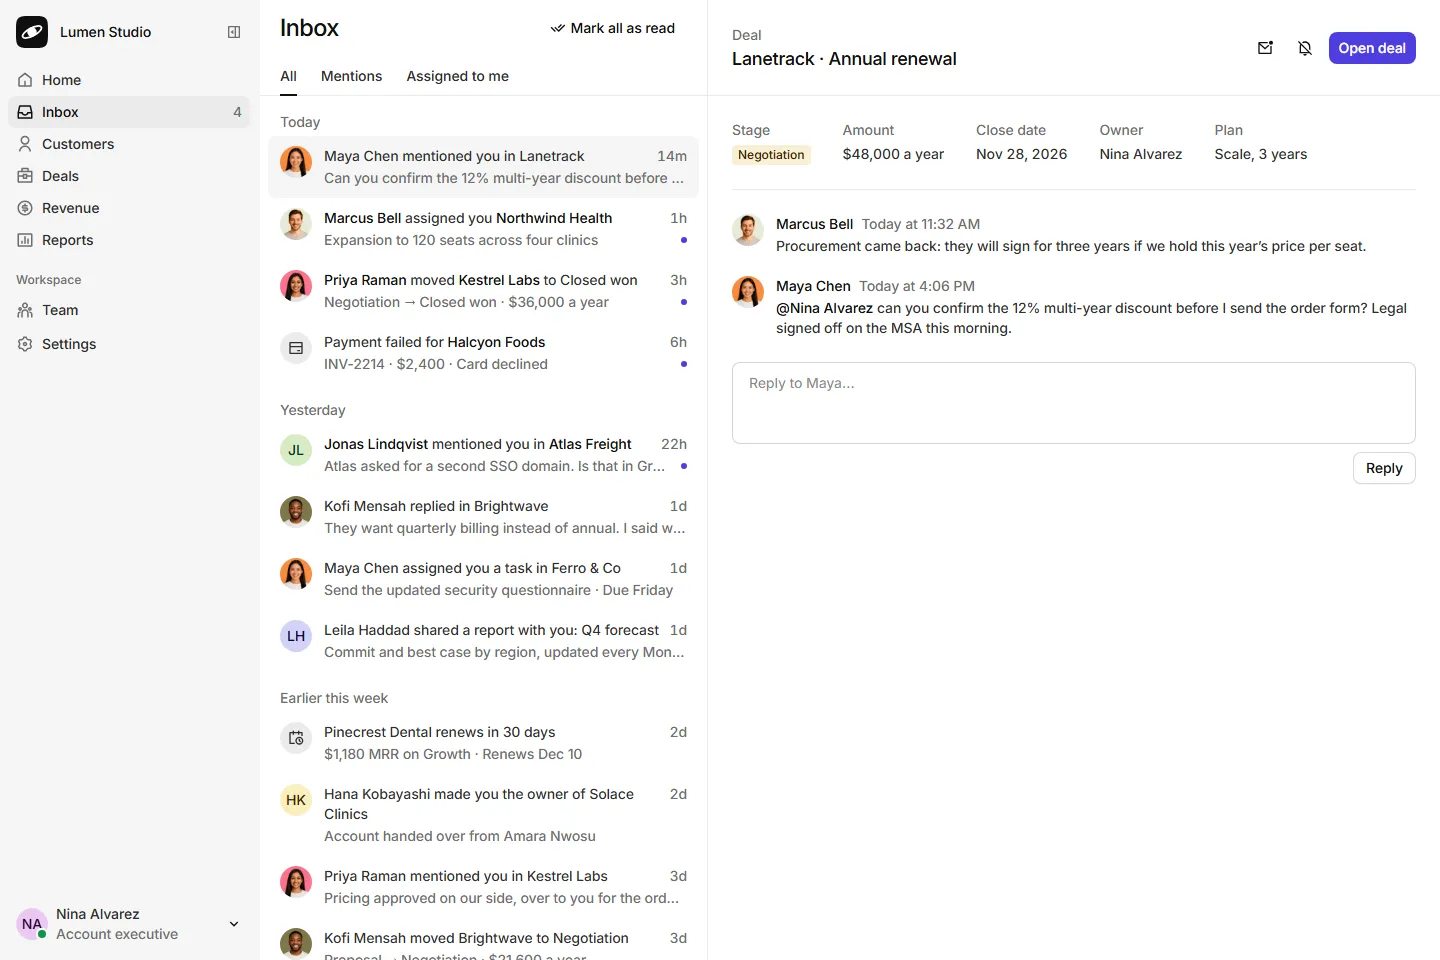 Lumen Studio
Home
Inbox 4
Customers
Deals
Revenue
Reports
Workspace
Team
Settings
NA
Nina Alvarez
Account executive
Inbox
Mark all as read
All Mentions Assigned to me
Today
Maya Chen mentioned you in Lanetrack 14m
Can you confirm the 12% multi-year discount before ...
Marcus Bell assigned you Northwind Health 1h
Expansion to 120 seats across four clinics
Priya Raman moved Kestrel Labs to Closed won 3h
Negotiation → Closed won · $36,000 a year
Payment failed for Halcyon Foods 6h
INV-2214 · $2,400 · Card declined
Yesterday
JL
Jonas Lindqvist mentioned you in Atlas Freight 22h
Atlas asked for a second SSO domain. Is that in Gr...
Kofi Mensah replied in Brightwave 1d
They want quarterly billing instead of annual. I said w...
Maya Chen assigned you a task in Ferro & Co 1d
Send the updated security questionnaire · Due Friday
LH
Leila Haddad shared a report with you: Q4 forecast 1d
Commit and best case by region, updated every Mon...
Earlier this week
Pinecrest Dental renews in 30 days 2d
$1,180 MRR on Growth · Renews Dec 10
HK
Hana Kobayashi made you the owner of Solace 2d
Clinics
Account handed over from Amara Nwosu
Priya Raman mentioned you in Kestrel Labs 3d
Pricing approved on our side, over to you for the ord...
Kofi Mensah moved Brightwave to Negotiation 3d
Proposal → Negotiation · $21,600 a year
Deal
Lanetrack · Annual renewal
Open deal
Stage Amount Close date Owner Plan
Negotiation $48,000 a year Nov 28, 2026 Nina Alvarez Scale, 3 years
Marcus Bell Today at 11:32 AM
Procurement came back: they will sign for three years if we hold this year’s price per seat.
Maya Chen Today at 4:06 PM
@Nina Alvarez can you confirm the 12% multi-year discount before I send the order form? Legal
signed off on the MSA this morning.
Reply to Maya...
Reply